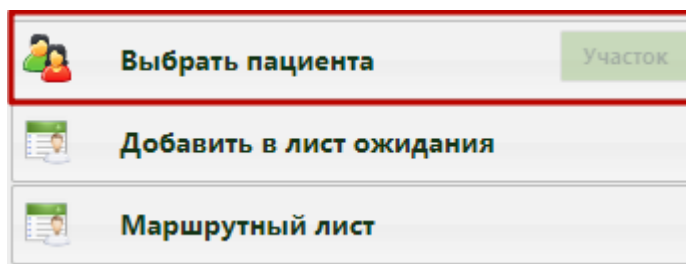 Выбрать пациента Участок
Добавить в лист ожидания
Маршрутный лист